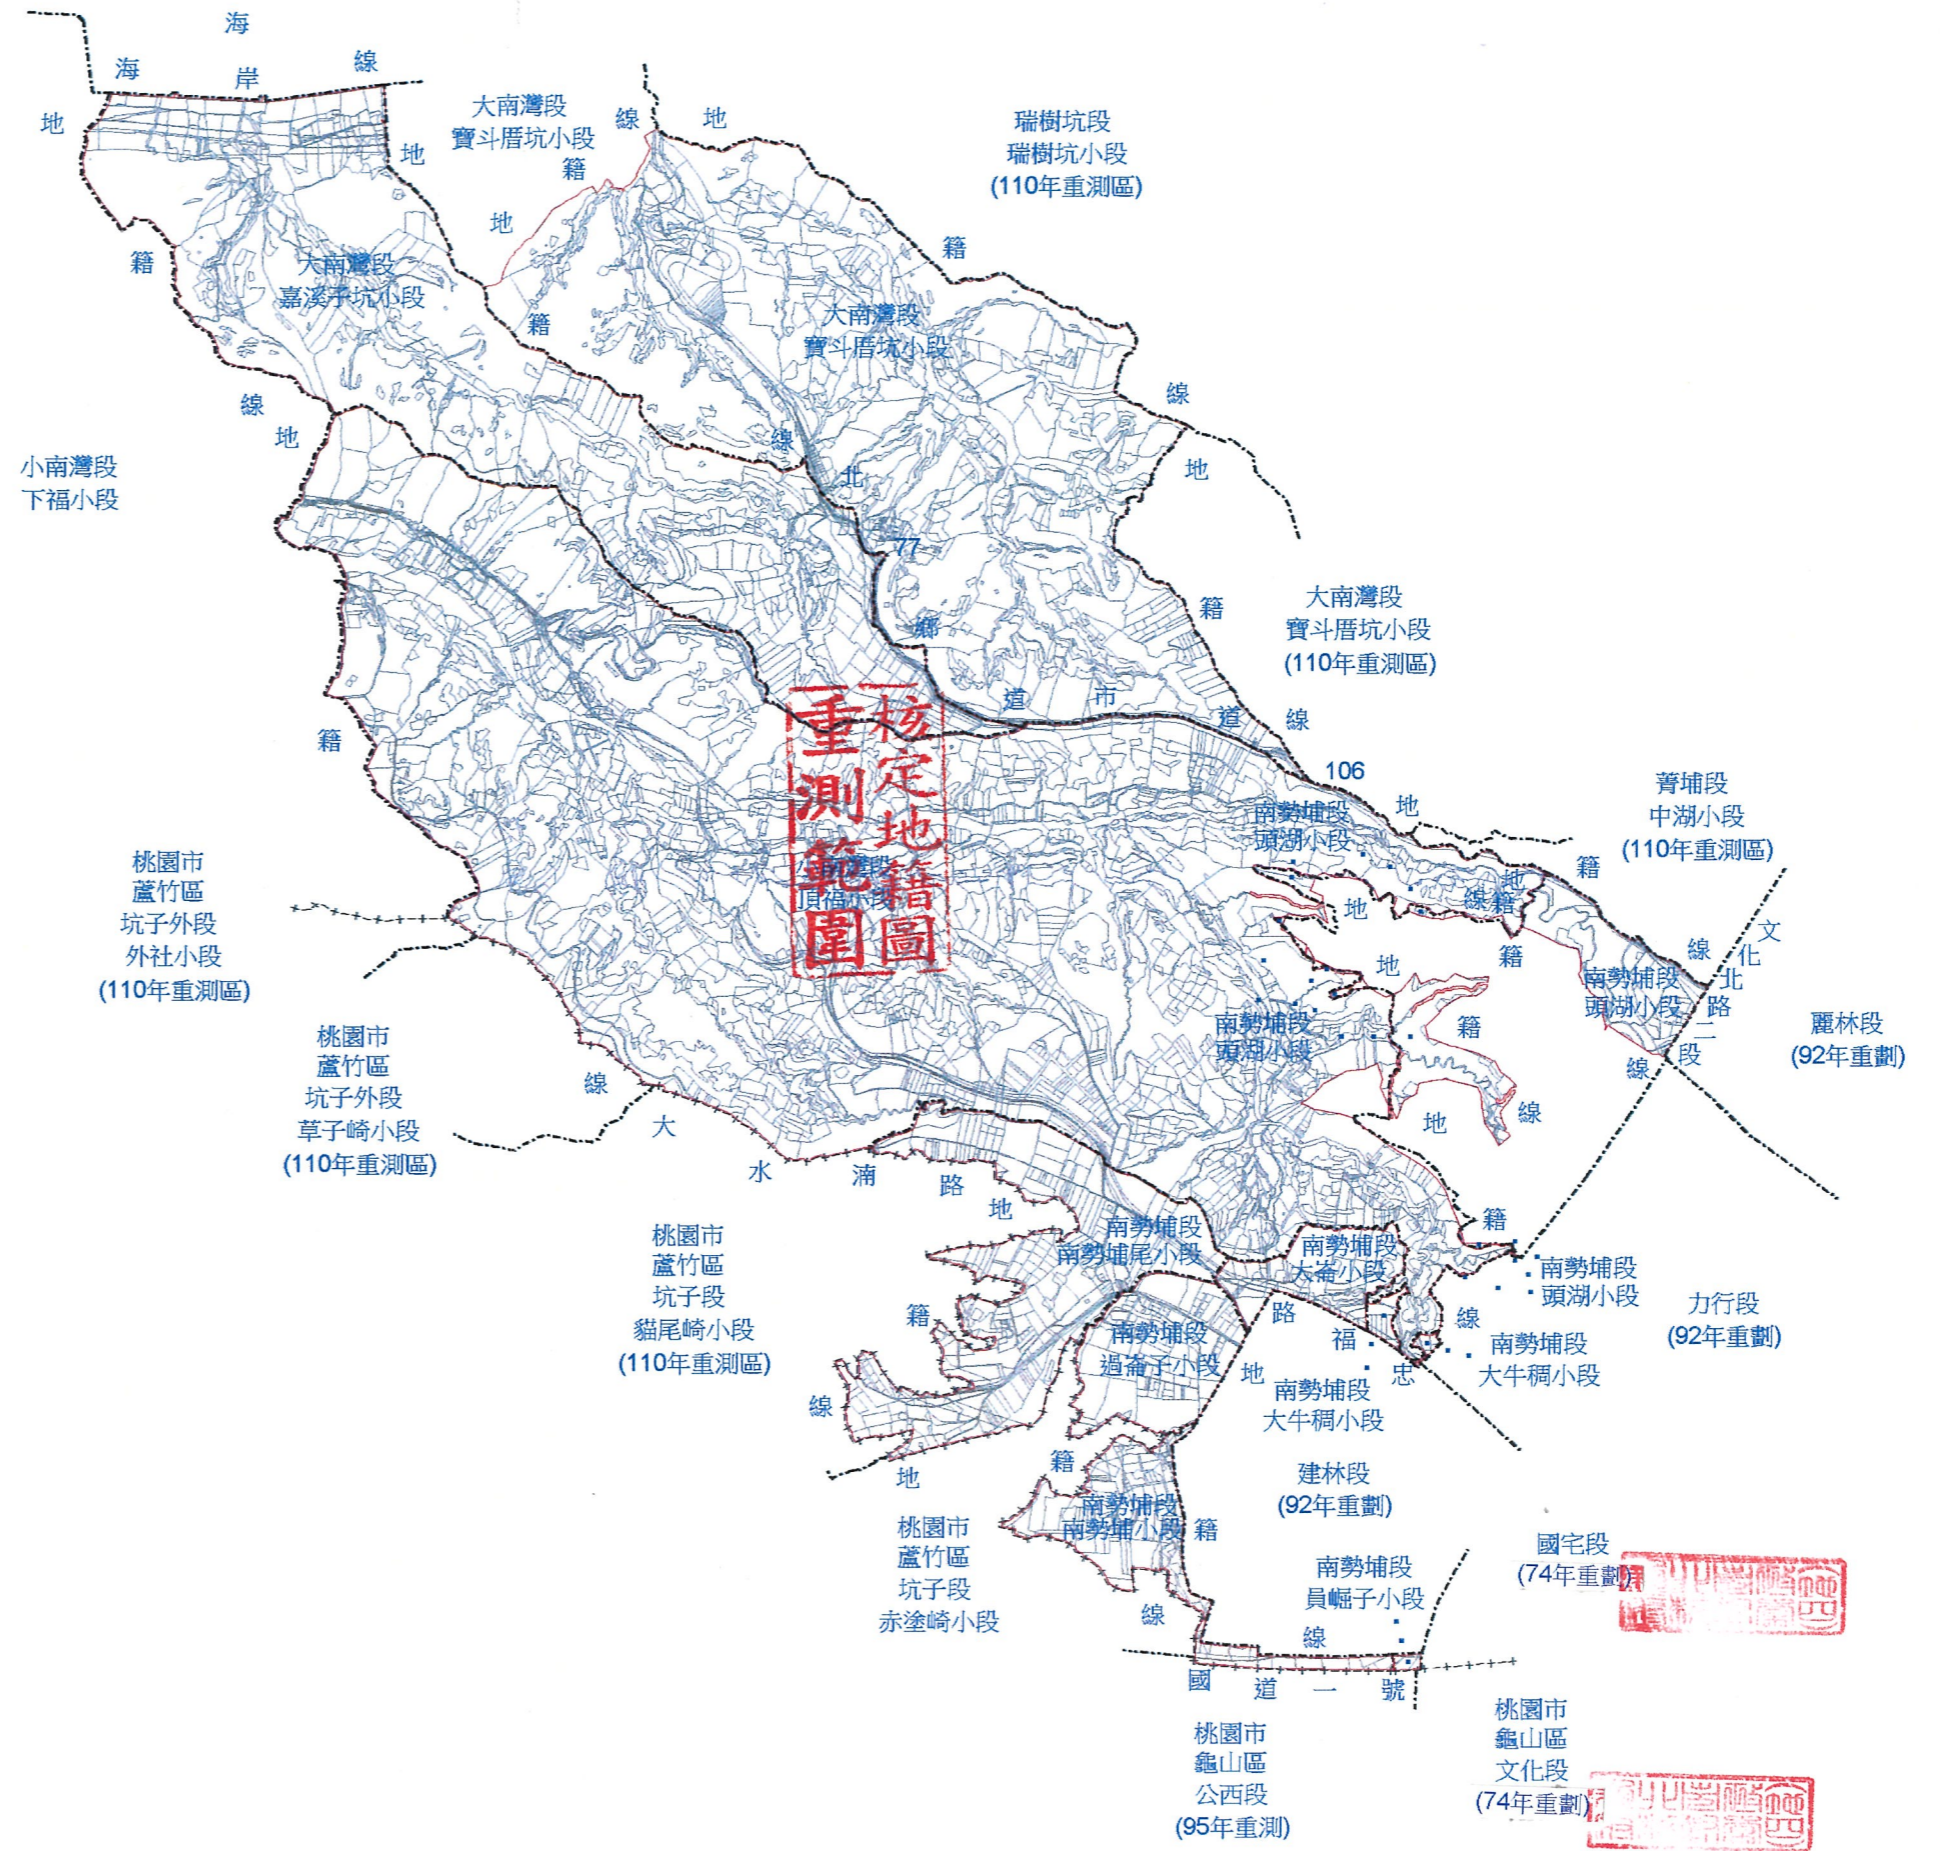 海
海 岸 線
地
地
籍
線
大南灣段
寶斗厝坑小段
線 地
籍
地
籍
線
瑞樹坑段
瑞樹坑小段
(110年重測區)
籍
線
大南灣段
嘉溪子坑小段
大南灣段
寶斗厝坑小段
地
籍
線
小南灣段
下福小段
地
籍
線
北
77
鄉
道
市
道
106
大南灣段
寶斗厝坑小段
(110年重測區)
核定地籍圖
重測範圍
頂福小段
南勢埔段
頭湖小段
地
籍
線
菁埔段
中湖小段
(110年重測區)
地
籍
線
地
籍
線
文
化
北
路
二
段
南勢埔段
頭湖小段
麗林段
(92年重劃)
桃園市
蘆竹區
坑子外段
外社小段
(110年重測區)
地
籍
線
南勢埔段
頭湖小段
桃園市
蘆竹區
坑子外段
草子崎小段
(110年重測區)
大
水
湳
路
地
籍
線
地
籍
線
桃園市
蘆竹區
坑子段
貓尾崎小段
(110年重測區)
南勢埔段
南勢埔尾小段
南勢埔段
大崙小段
南勢埔段
頭湖小段
力行段
(92年重劃)
路
福
忠
南勢埔段
過崙子小段
南勢埔段
大牛稠小段
南勢埔段
大牛稠小段
地
籍
線
地
籍
線
建林段
(92年重劃)
南勢埔段
南勢埔小段
桃園市
蘆竹區
坑子段
赤塗崎小段
國宅段
(74年重劃)
南勢埔段
員崛子小段
線
國 道 一 號
桃園市
龜山區
公西段
(95年重測)
桃園市
龜山區
文化段
(74年重劃)